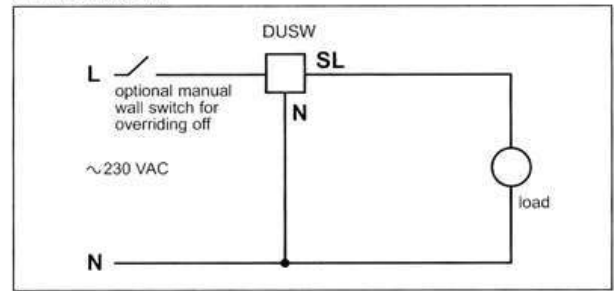 DUSW
L
SL
optional manual
wall switch for
overriding off
N
~230 VAC
load
N